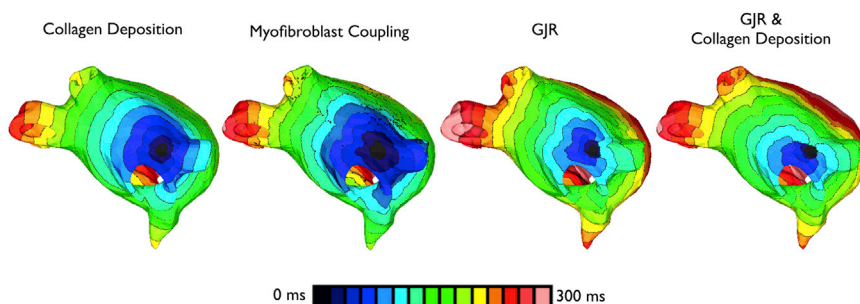 Collagen Deposition
Myofibroblast Coupling
GJR
GJR &
Collagen Deposition
0 ms
300 ms